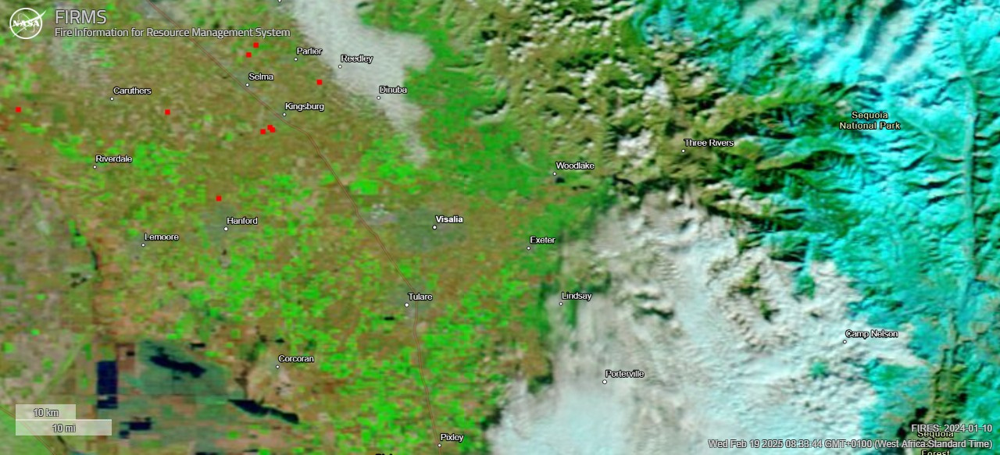 NASA
FIRMS
Fire Information for Resource Management System
Parlier
Reedley
Selma
Dinuba
Caruthers
Kingsburg
Sequoia
National Park
Three Rivers
Riverdale
Woodlake
Visalia
Hanford
Lemoore
Exeter
Tulare
Lindsay
Camp Nelson
Corcoran
Porterville
10 km
10 mi
Pixley
FIRES: 2024-01-10
Sequoia
Wed Feb 19 2025 08:38:44 GMT+0100 (West Africa Standard Time)
Forest